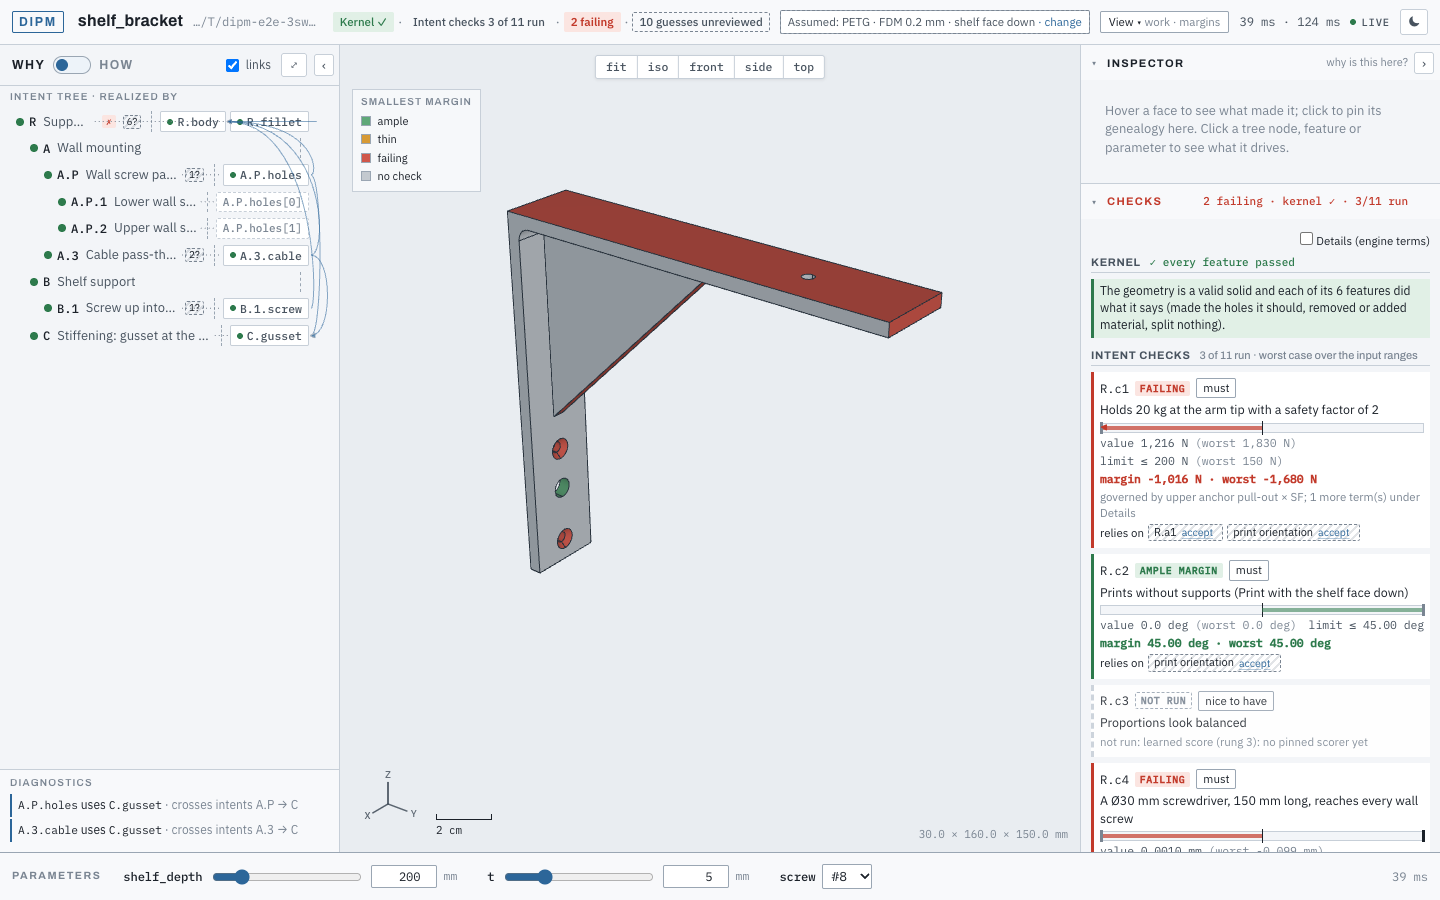 DIPM shelf_bracket …/T/dipm-e2e-3sw… Kernel ✓ · Intent checks 3 of 11 run · 2 failing · 10 guesses unreviewed Assumed: PETG · FDM 0.2 mm · shelf face down · change View • work · margins 39 ms · 124 ms LIVE
WHY HOW links
INTENT TREE · REALIZED BY
R Supp… ✗ 6? R.body R.fillet
A Wall mounting
A.P Wall screw pa… 1? A.P.holes
A.P.1 Lower wall s… A.P.holes[0]
A.P.2 Upper wall s… A.P.holes[1]
A.3 Cable pass-th… 2? A.3.cable
B Shelf support
B.1 Screw up into… 1? B.1.screw
C Stiffening: gusset at the … C.gusset
DIAGNOSTICS
A.P.holes uses C.gusset · crosses intents A.P → C
A.3.cable uses C.gusset · crosses intents A.3 → C
fit iso front side top
SMALLEST MARGIN
ample
thin
failing
no check
Z
X Y
2 cm
30.0 × 160.0 × 150.0 mm
INSPECTOR why is this here?
Hover a face to see what made it; click to pin its
genealogy here. Click a tree node, feature or
parameter to see what it drives.
CHECKS 2 failing · kernel ✓ · 3/11 run
Details (engine terms)
KERNEL ✓ every feature passed
The geometry is a valid solid and each of its 6 features did
what it says (made the holes it should, removed or added
material, split nothing).
INTENT CHECKS 3 of 11 run · worst case over the input ranges
R.c1 FAILING must
Holds 20 kg at the arm tip with a safety factor of 2
value 1,216 N (worst 1,830 N)
limit ≤ 200 N (worst 150 N)
margin -1,016 N · worst -1,680 N
governed by upper anchor pull-out × SF; 1 more term(s) under
Details
relies on R.a1 accept print orientation accept
R.c2 AMPLE MARGIN must
Prints without supports (Print with the shelf face down)
value 0.0 deg (worst 0.0 deg) limit ≤ 45.00 deg
margin 45.00 deg · worst 45.00 deg
relies on print orientation accept
R.c3 NOT RUN nice to have
Proportions look balanced
not run: learned score (rung 3): no pinned scorer yet
R.c4 FAILING must
A Ø30 mm screwdriver, 150 mm long, reaches every wall
screw
value 0.0010 mm (worst -0.099 mm)
PARAMETERS shelf_depth 200 mm t 5 mm screw #8 39 ms